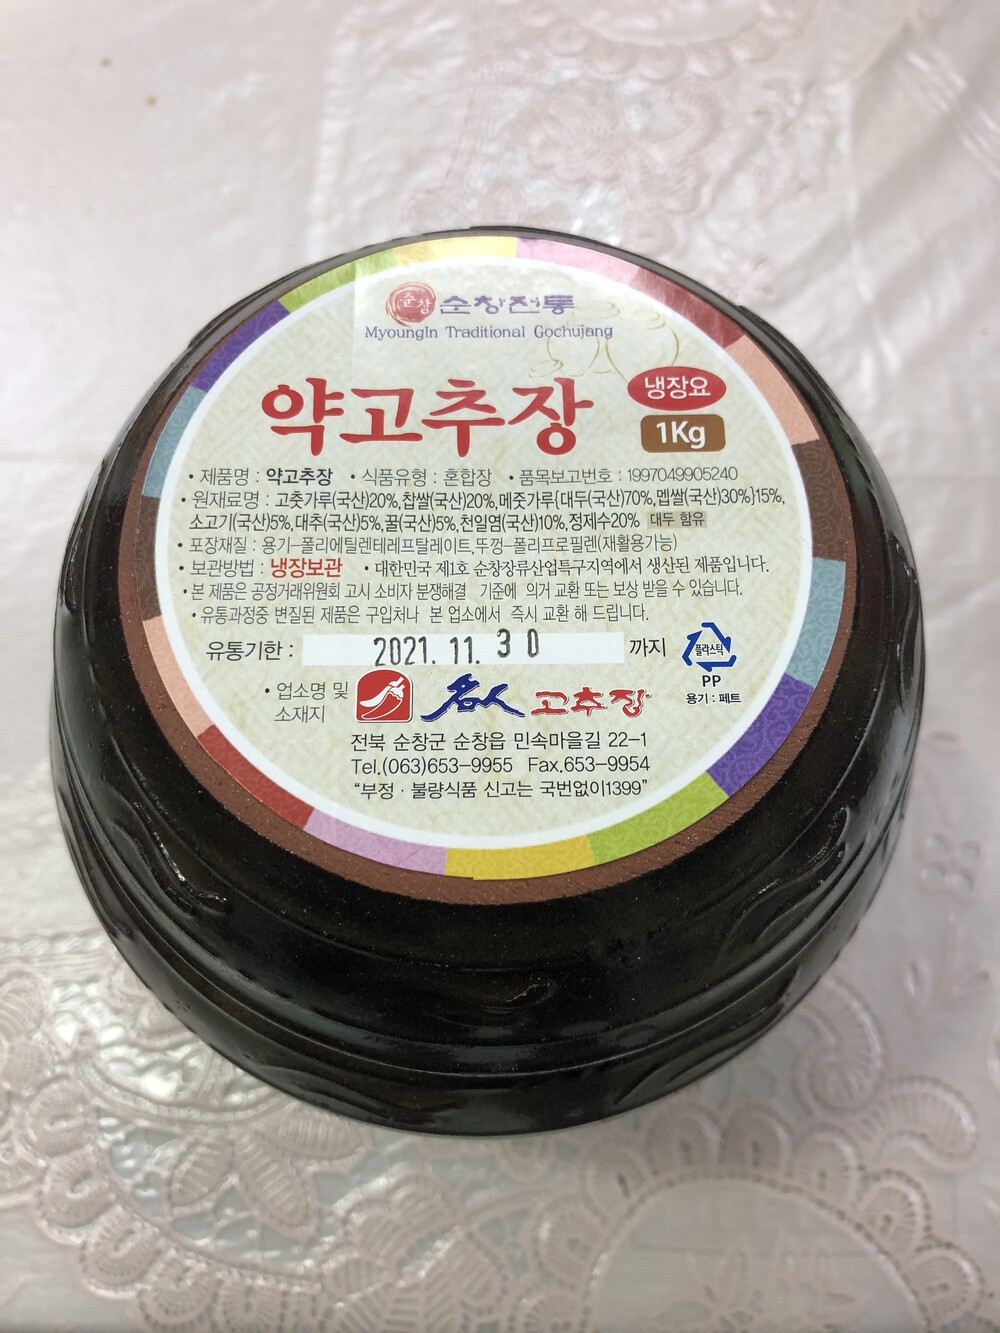 순창 순창전통
MyoungIn Traditional Gochujang
약고추장 냉장요
1Kg
• 제품명 : 약고추장 • 식품유형 : 혼합장 • 품목보고번호 : 1997049905240
• 원재료명 : 고춧가루(국산)20%,찹쌀(국산)20%,메줏가루{대두(국산)70%,멥쌀(국산)30%}15%,
소고기(국산)5%,대추(국산)5%,꿀(국산)5%,천일염(국산)10%,정제수20% 대두 함유
• 포장재질 : 용기-폴리에틸렌테레프탈레이트,뚜껑-폴리프로필렌(재활용가능)
• 보관방법 : 냉장보관 • 대한민국 제1호 순창장류산업특구지역에서 생산된 제품입니다.
• 본 제품은 공정거래위원회 고시 소비자 분쟁해결 기준에 의거 교환 또는 보상 받을 수 있습니다.
• 유통과정중 변질된 제품은 구입처나 본 업소에서 즉시 교환 해 드립니다.
유통기한 : 2021. 11. 30 까지
플라스틱
PP
용기 : 페트
• 업소명 및 소재지 名人 고추장
전북 순창군 순창읍 민속마을길 22-1
Tel.(063)653-9955 Fax.653-9954
“부정 · 불량식품 신고는 국번없이1399”